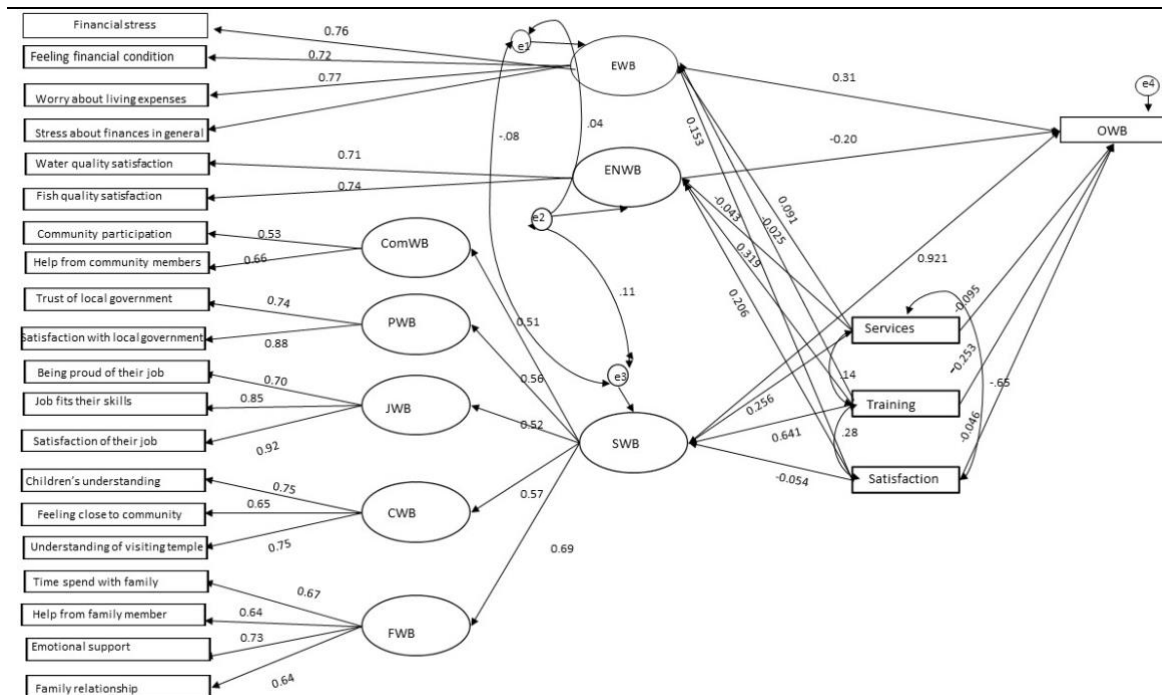 Financial stress
0.76
Feeling financial condition
0.72
Worry about living expenses
0.77
Stress about finances in general
Water quality satisfaction
0.71
Fish quality satisfaction
0.74
Community participation
0.53
Help from community members
0.66
Trust of local government
0.74
Satisfaction with local government
0.88
Being proud of their job
0.70
Job fits their skills
0.85
Satisfaction of their job
0.92
Children's understanding
0.75
Feeling close to community
0.65
Understanding of visiting temple
0.75
Time spend with family
0.67
Help from family member
0.64
Emotional support
0.73
Family relationship
0.64
ComWB
PWB
JWB
CWB
FWB
0.51
0.56
0.52
0.57
0.69
e1
EWB
-.08
.04
ENWB
e2
.11
e3
SWB
0.31
-0.20
0.153
0.091
-0.043
-0.025
0.319
0.206
0.921
0.256
0.641
-0.054
Services
.14
Training
.28
Satisfaction
-0.095
-0.253
-.65
-0.046
e4
OWB